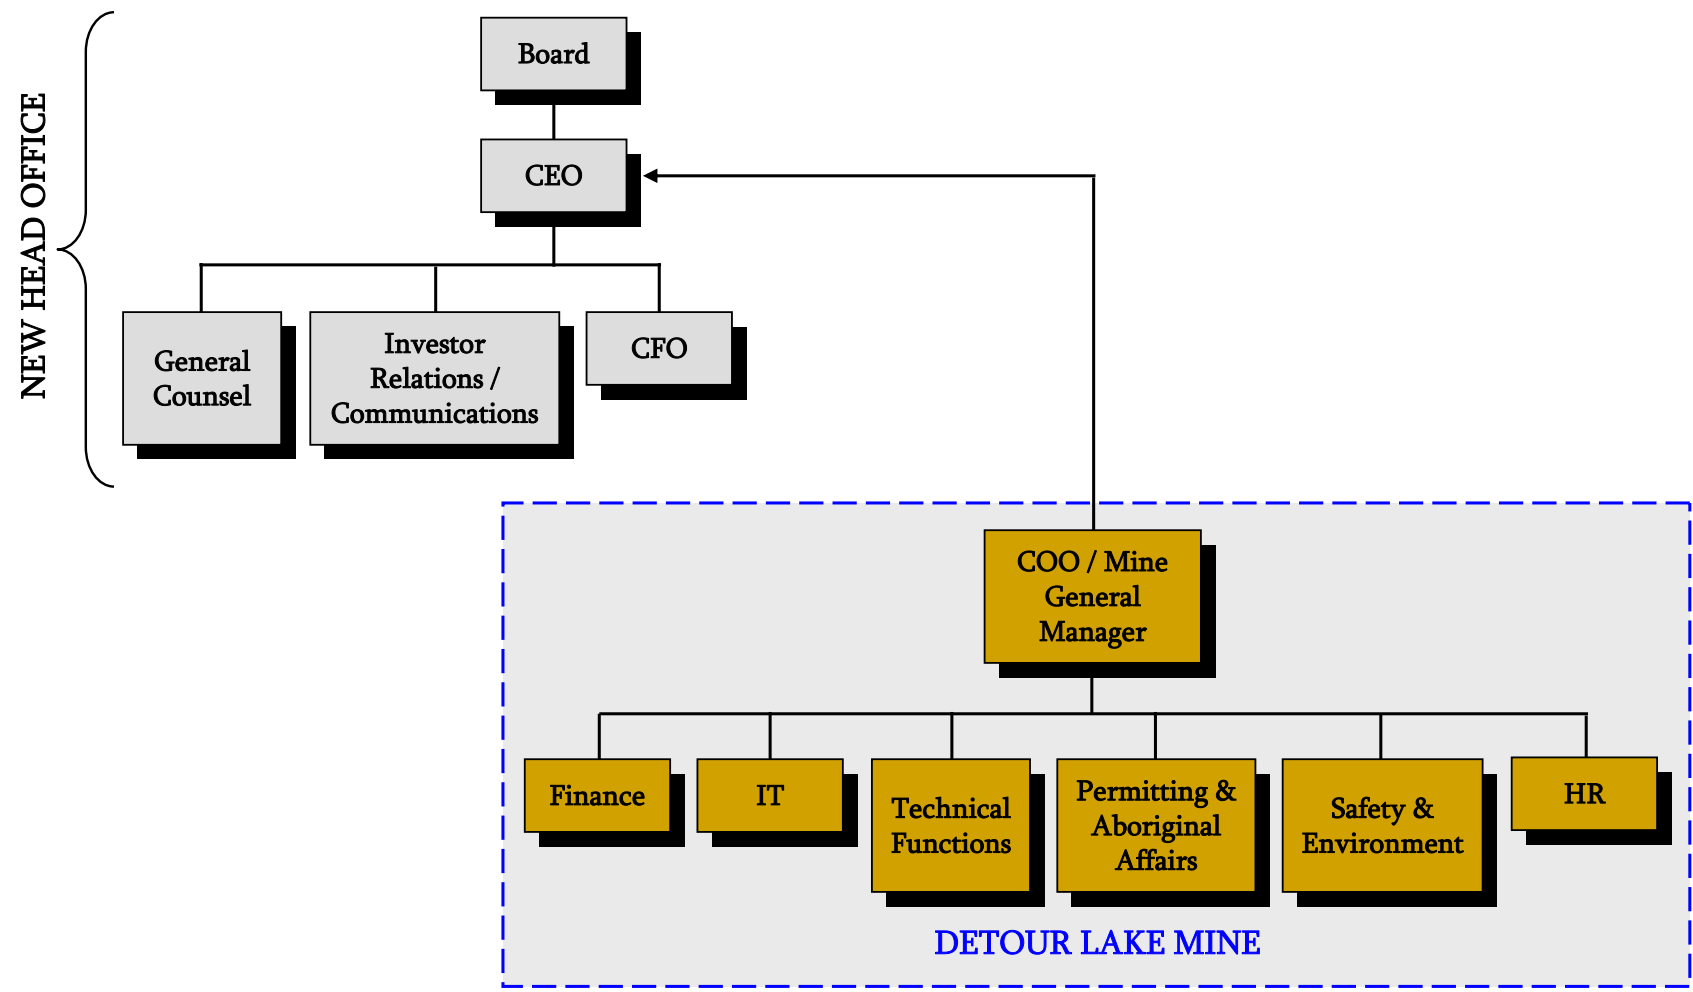 NEW HEAD OFFICE
Board
CEO
General
Counsel
Investor
Relations /
Communications
CFO
COO / Mine
General
Manager
Finance
IT
Technical
Functions
Permitting &
Aboriginal
Affairs
Safety &
Environment
HR
DETOUR LAKE MINE